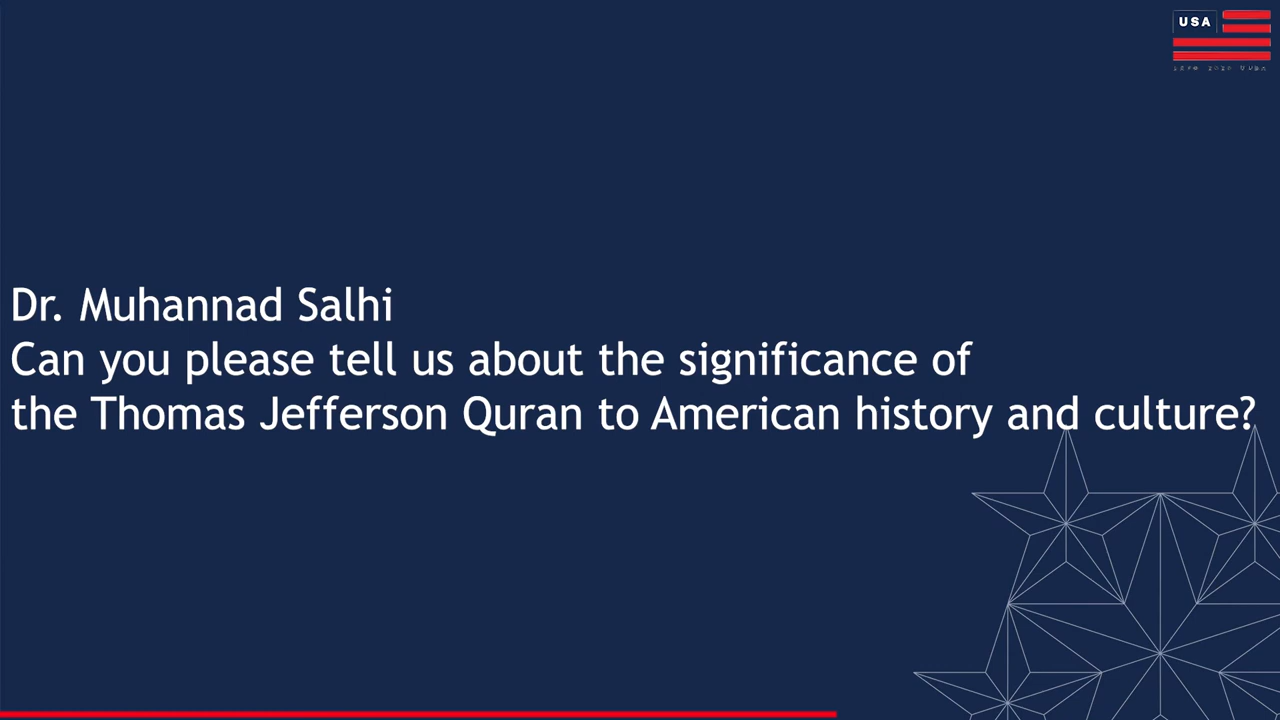 USA
Dr. Muhannad Salhi
Can you please tell us about the significance of
the Thomas Jefferson Quran to American history and culture?